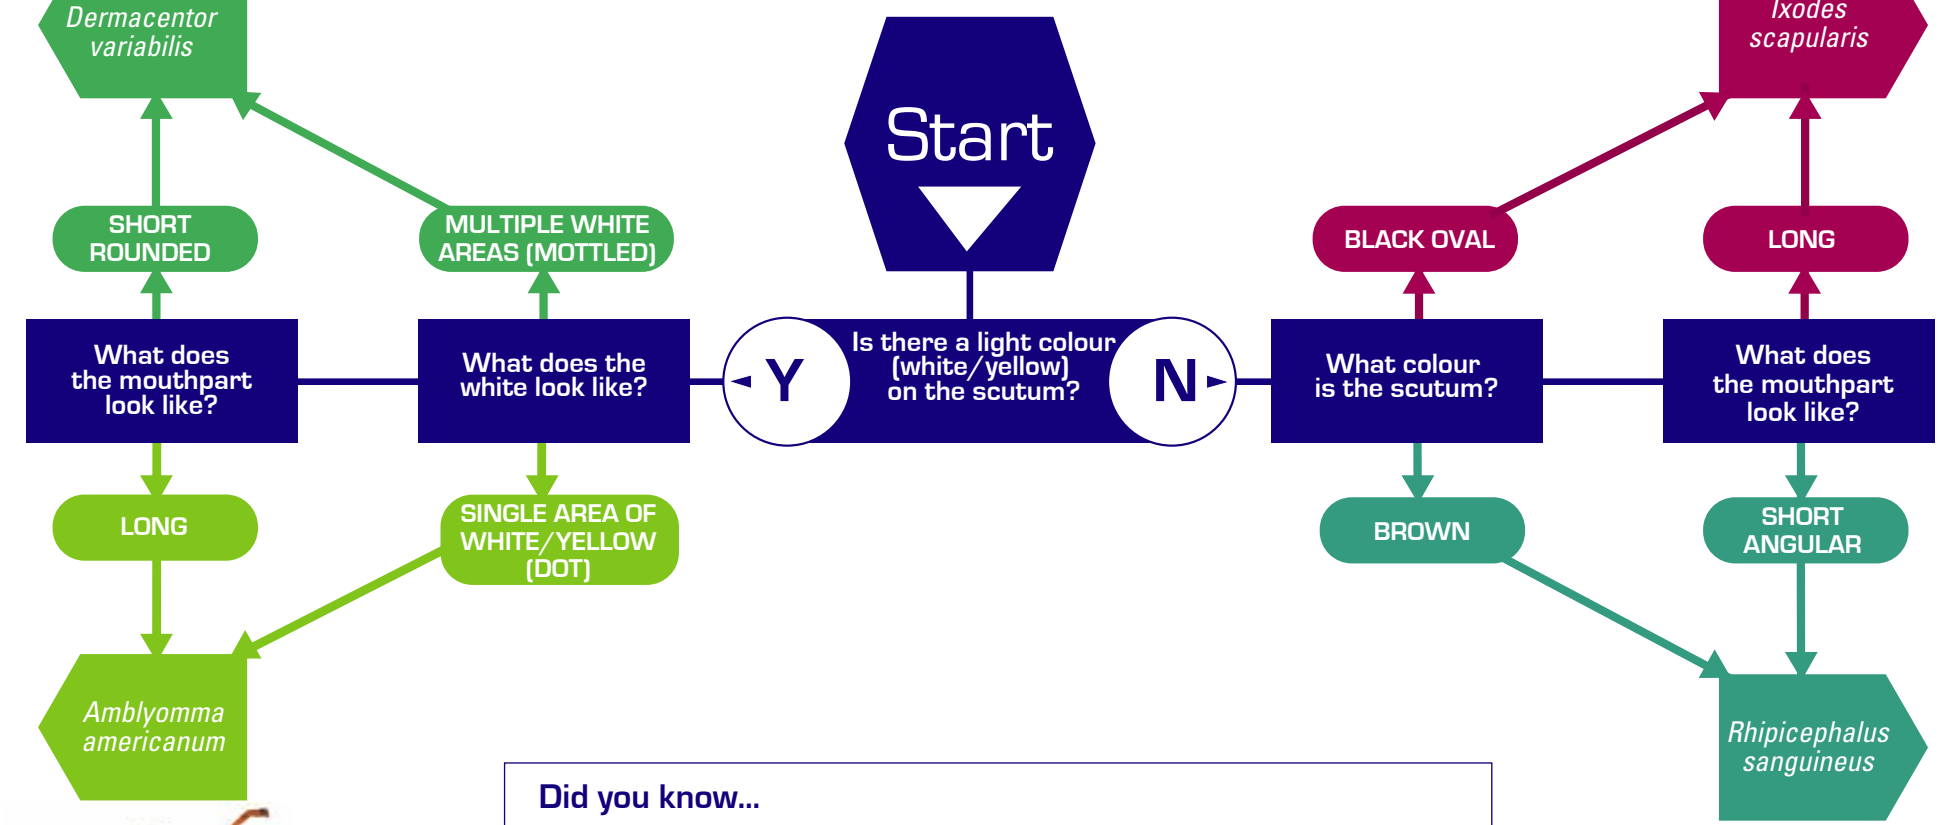 Dermacentor
variabilis
Ixodes
scapularis
Start
SHORT
ROUNDED
MULTIPLE WHITE
AREAS (MOTTLED)
BLACK OVAL
LONG
What does
the mouthpart
look like?
What does the
white look like?
Y
Is there a light colour
(white/yellow)
on the scutum?
N
What colour
is the scutum?
What does
the mouthpart
look like?
LONG
SINGLE AREA OF
WHITE/YELLOW
(DOT)
BROWN
SHORT
ANGULAR
Amblyomma
americanum
Rhipicephalus
sanguineus
Did you know...